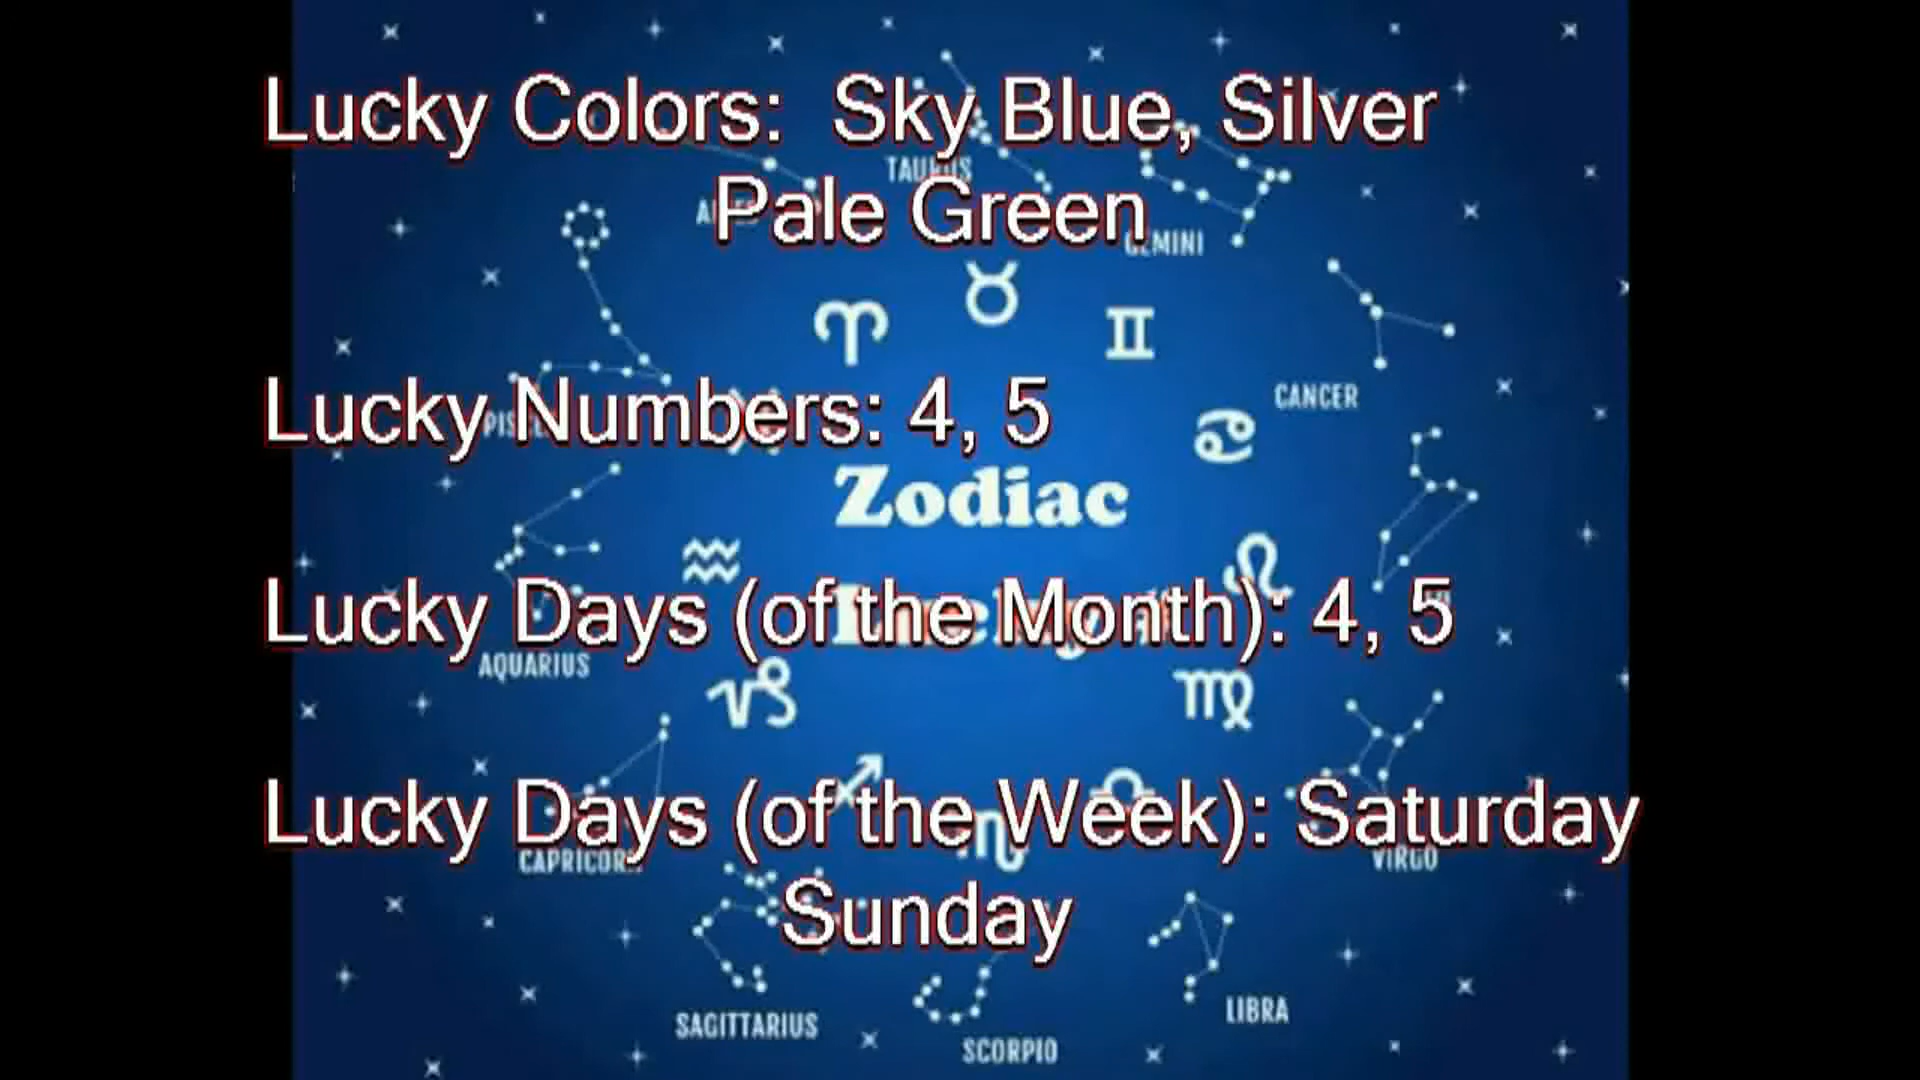 Lucky Colors: Sky Blue, Silver
Pale Green
TAURUS
GEMINI
Lucky Numbers: 4, 5
CANCER
Zodiac
Lucky Days (of the Month): 4, 5
AQUARIUS
Lucky Days (of the Week): Saturday
Sunday
CAPRICORN
VIRGO
SAGITTARIUS
LIBRA
SCORPIO